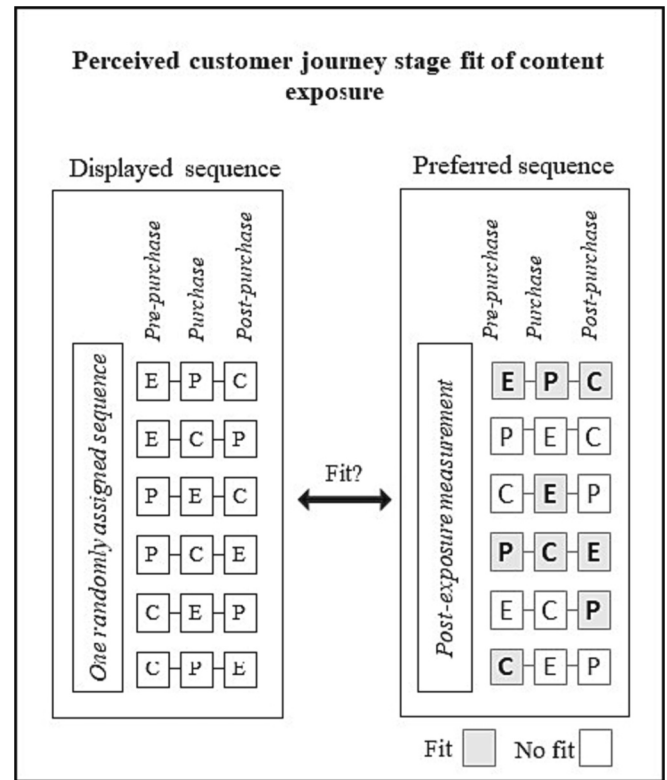 Perceived customer journey stage fit of content
exposure
Displayed sequence
Pre-purchase
Purchase
Post-purchase
One randomly assigned sequence
E P C
E C P
P E C
P C E
C E P
C P E
Fit?
Preferred sequence
Pre-purchase
Purchase
Post-purchase
Post-exposure measurement
E P C
P E C
C E P
P C E
E C P
C E P
Fit No fit